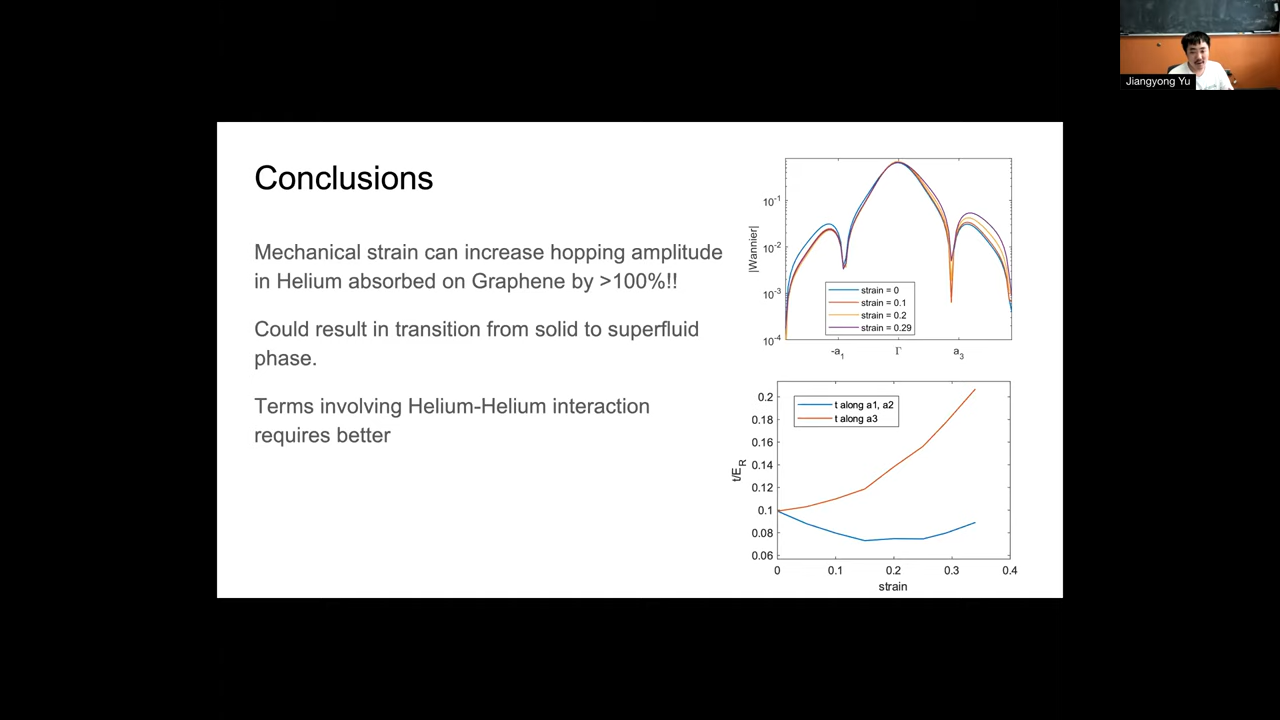 Jiangyong Yu
Conclusions
Mechanical strain can increase hopping amplitude
in Helium absorbed on Graphene by >100%!!
Could result in transition from solid to superfluid
phase.
Terms involving Helium-Helium interaction
requires better
|Wannier|
10-1
10-2
10-3
10-4
strain = 0
strain = 0.1
strain = 0.2
strain = 0.29
-a1
Γ
a3
t/ER
0.2
0.18
0.16
0.14
0.12
0.1
0.08
0.06
t along a1, a2
t along a3
0
0.1
0.2
0.3
0.4
strain